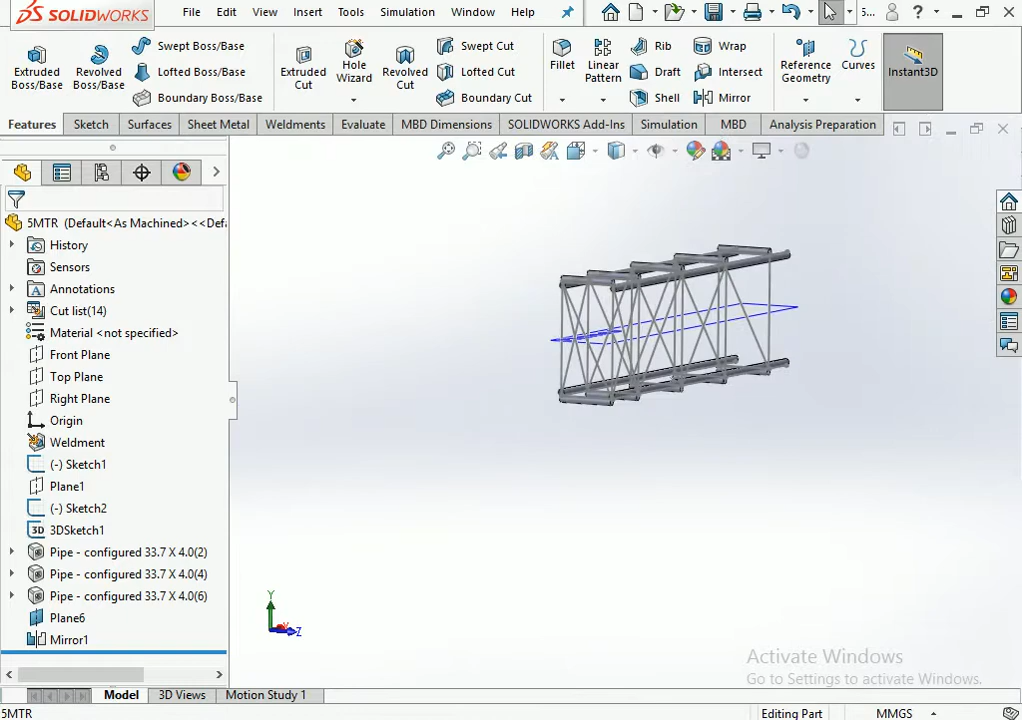 SOLIDWORKS File Edit View Insert Tools Simulation Window Help 5... ?
Extruded Boss/Base
Revolved Boss/Base
Swept Boss/Base
Lofted Boss/Base
Boundary Boss/Base
Extruded Cut
Hole Wizard
Revolved Cut
Swept Cut
Lofted Cut
Boundary Cut
Fillet
Linear Pattern
Rib
Draft
Shell
Wrap
Intersect
Mirror
Reference Geometry
Curves
Instant3D
Features Sketch Surfaces Sheet Metal Weldments Evaluate MBD Dimensions SOLIDWORKS Add-Ins Simulation MBD Analysis Preparation
5MTR (Default<As Machined><<Defa
History
Sensors
Annotations
Cut list(14)
Material <not specified>
Front Plane
Top Plane
Right Plane
Origin
Weldment
(-) Sketch1
Plane1
(-) Sketch2
3D 3DSketch1
Pipe - configured 33.7 X 4.0(2)
Pipe - configured 33.7 X 4.0(4)
Pipe - configured 33.7 X 4.0(6)
Plane6
Mirror1
Y
Z
Activate Windows
Go to Settings to activate Windows.
Model 3D Views Motion Study 1
5MTR Editing Part MMGS